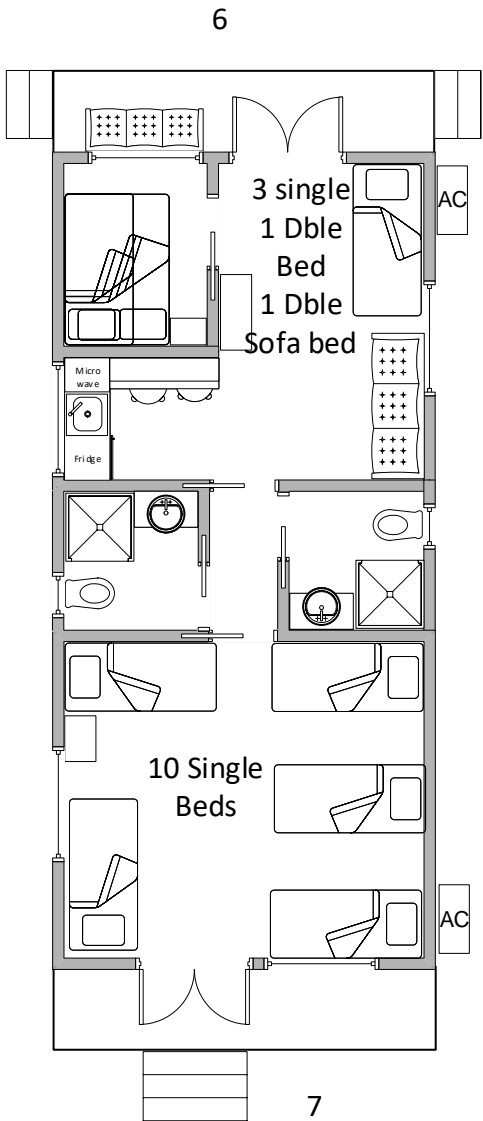 6
3 single
1 Dble
Bed
1 Dble
Sofa bed
AC
Micro
wave
Fridge
10 Single
Beds
AC
7